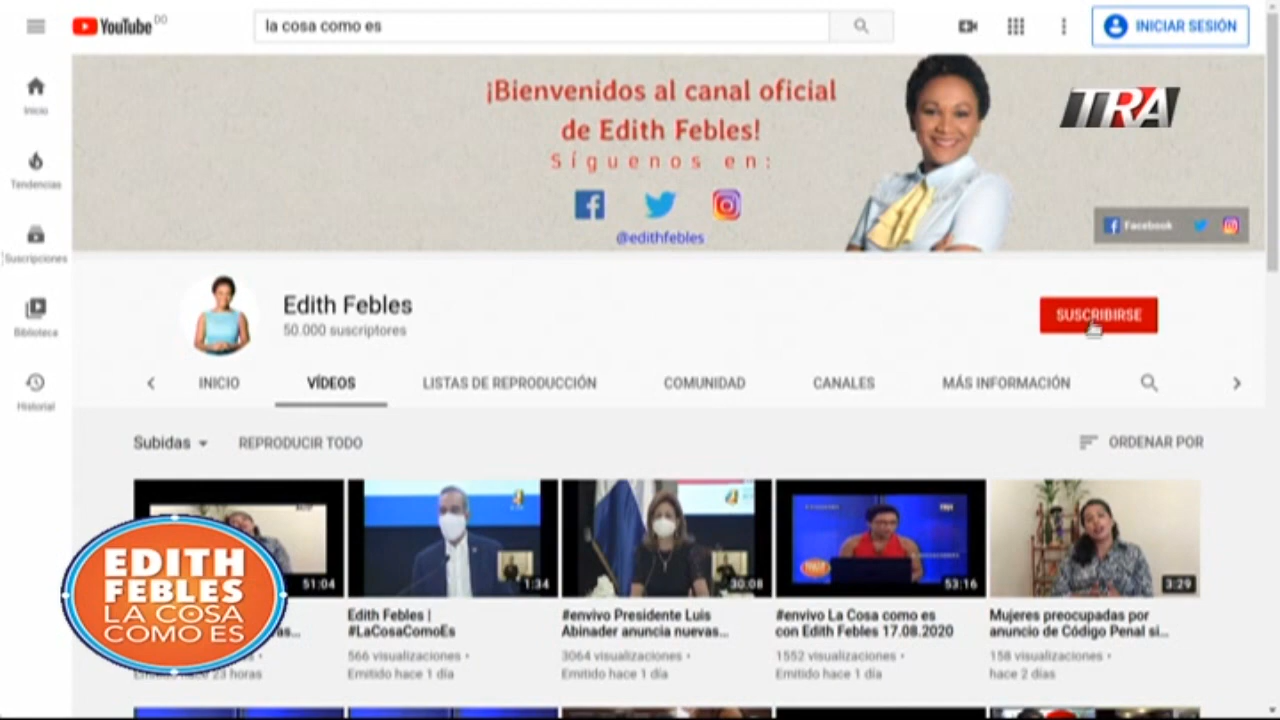 YouTube DO
la cosa como es
INICIAR SESIÓN
Inicio
Tendencias
Suscripciones
Biblioteca
Historial
¡Bienvenidos al canal oficial
de Edith Febles!
Síguenos en:
@edithfebles
TRA
Facebook
Edith Febles
50.000 suscriptores
SUSCRIBIRSE
INICIO
VÍDEOS
LISTAS DE REPRODUCCIÓN
COMUNIDAD
CANALES
MÁS INFORMACIÓN
Subidas
REPRODUCIR TODO
ORDENAR POR
51:04
1:34
30:08
53:16
3:29
EDITH
FEBLES
LA COSA
COMO ES
hace 23 horas
Edith Febles |
#LaCosaComoEs
566 visualizaciones •
Emitido hace 1 día
#envivo Presidente Luis
Abinader anuncia nuevas...
3064 visualizaciones •
Emitido hace 1 día
#envivo La Cosa como es
con Edith Febles 17.08.2020
1552 visualizaciones •
Emitido hace 1 día
Mujeres preocupadas por
anuncio de Código Penal si...
158 visualizaciones •
hace 2 días